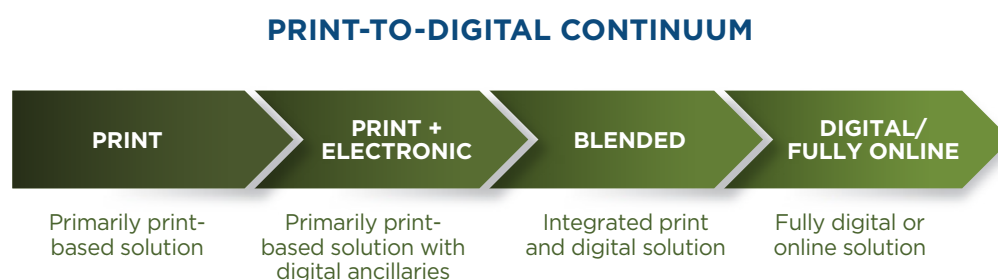 PRINT-TO-DIGITAL CONTINUUM
PRINT
PRINT +
ELECTRONIC
BLENDED
DIGITAL/
FULLY ONLINE
Primarily print-
based solution
Primarily print-
based solution with
digital ancillaries
Integrated print
and digital solution
Fully digital or
online solution